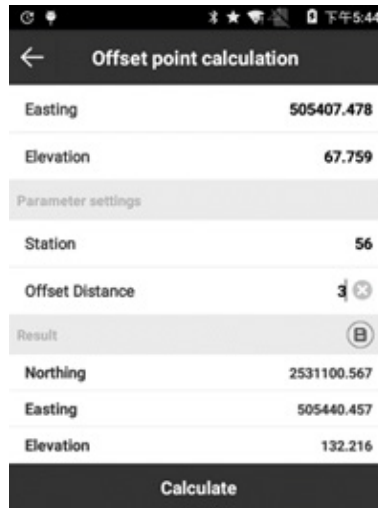 下午5:44
Offset point calculation
Easting 505407.478
Elevation 67.759
Parameter settings
Station 56
Offset Distance 3
Result
Northing 2531100.567
Easting 505440.457
Elevation 132.216
Calculate